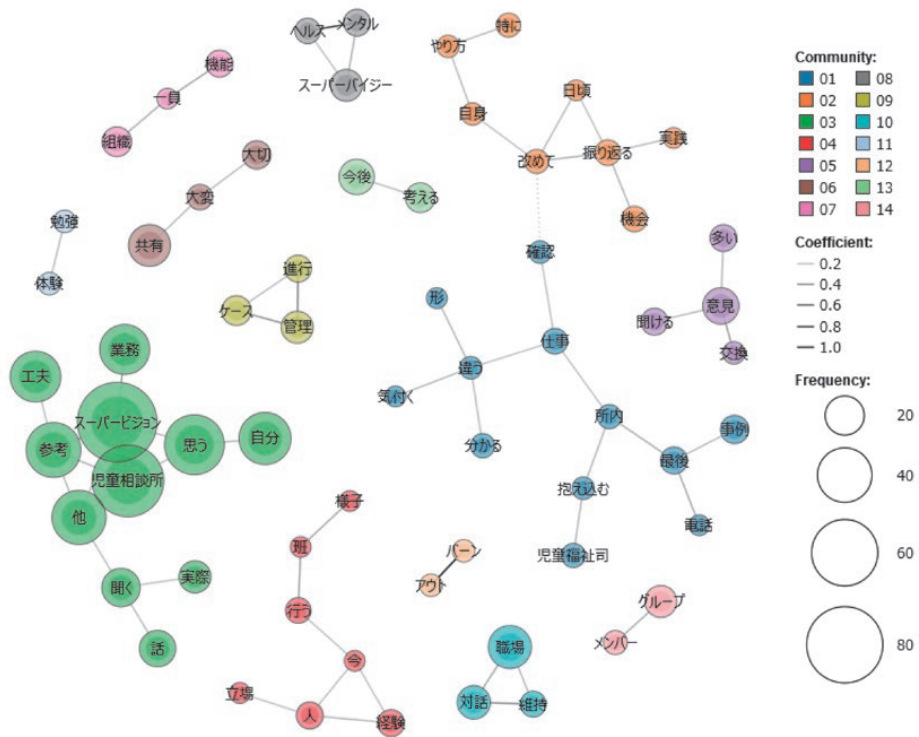 ヘルス
メンタル
スーパーバイジー
機能
一員
組織
大切
大変
共有
勉強
体験
今後
考える
進行
ケース
管理
特に
やり方
自身
日頃
改めて
振り返る
実践
機会
確認
形
仕事
違う
気付く
分かる
所内
事例
最後
抱え込む
電話
児童福祉司
多い
意見
聞ける
交換
業務
工夫
スーパービジョン
参考
思う
自分
児童相談所
他
聞く
実際
話
様子
班
行う
今
立場
人
経験
バーン
アウト
グループ
メンバー
職場
対話
維持
Community:
01
02
03
04
05
06
07
08
09
10
11
12
13
14
Coefficient:
0.2
0.4
0.6
0.8
1.0
Frequency:
20
40
60
80